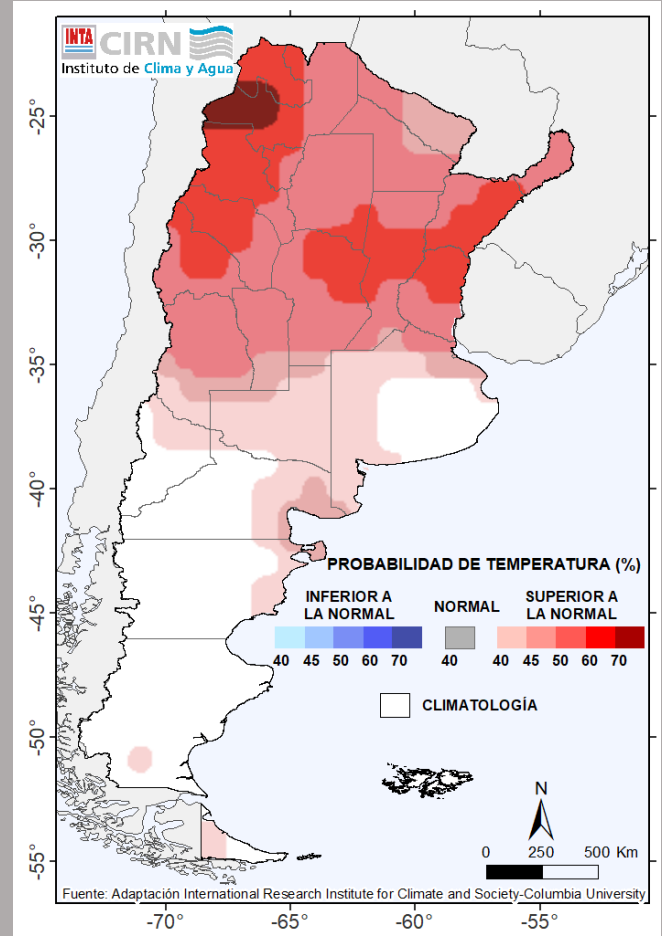 INTA CIRN
Instituto de Clima y Agua
-25°
-30°
-35°
-40°
-45°
-50°
-55°
PROBABILIDAD DE TEMPERATURA (%)
INFERIOR A
LA NORMAL
NORMAL
SUPERIOR A
LA NORMAL
40 45 50 60 70
40
40 45 50 60 70
CLIMATOLOGÍA
N
0 250 500 Km
Fuente: Adaptación International Research Institute for Climate and Society-Columbia University
-70° -65° -60° -55°